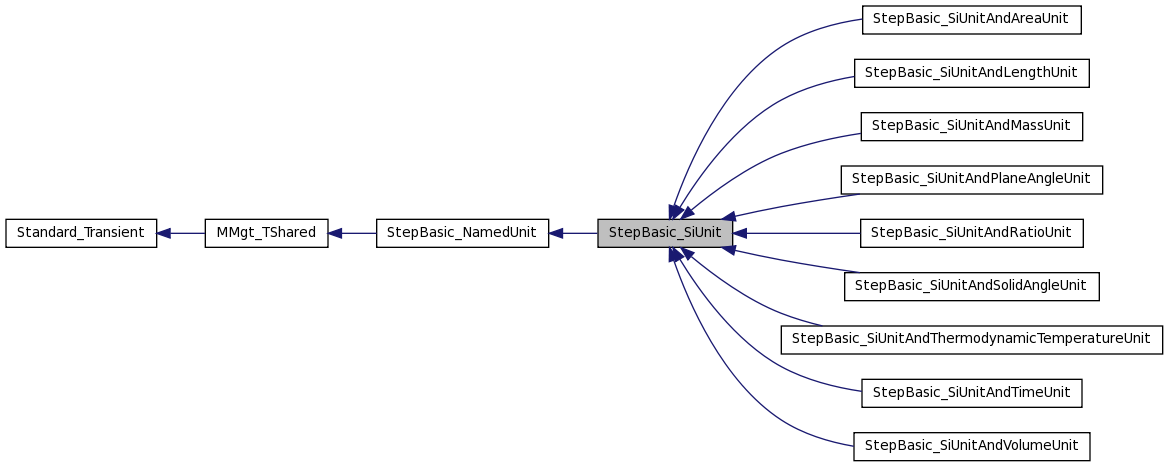 StepBasic_SiUnitAndAreaUnit
StepBasic_SiUnitAndLengthUnit
StepBasic_SiUnitAndMassUnit
StepBasic_SiUnitAndPlaneAngleUnit
Standard_Transient
MMgt_TShared
StepBasic_NamedUnit
StepBasic_SiUnit
StepBasic_SiUnitAndRatioUnit
StepBasic_SiUnitAndSolidAngleUnit
StepBasic_SiUnitAndThermodynamicTemperatureUnit
StepBasic_SiUnitAndTimeUnit
StepBasic_SiUnitAndVolumeUnit